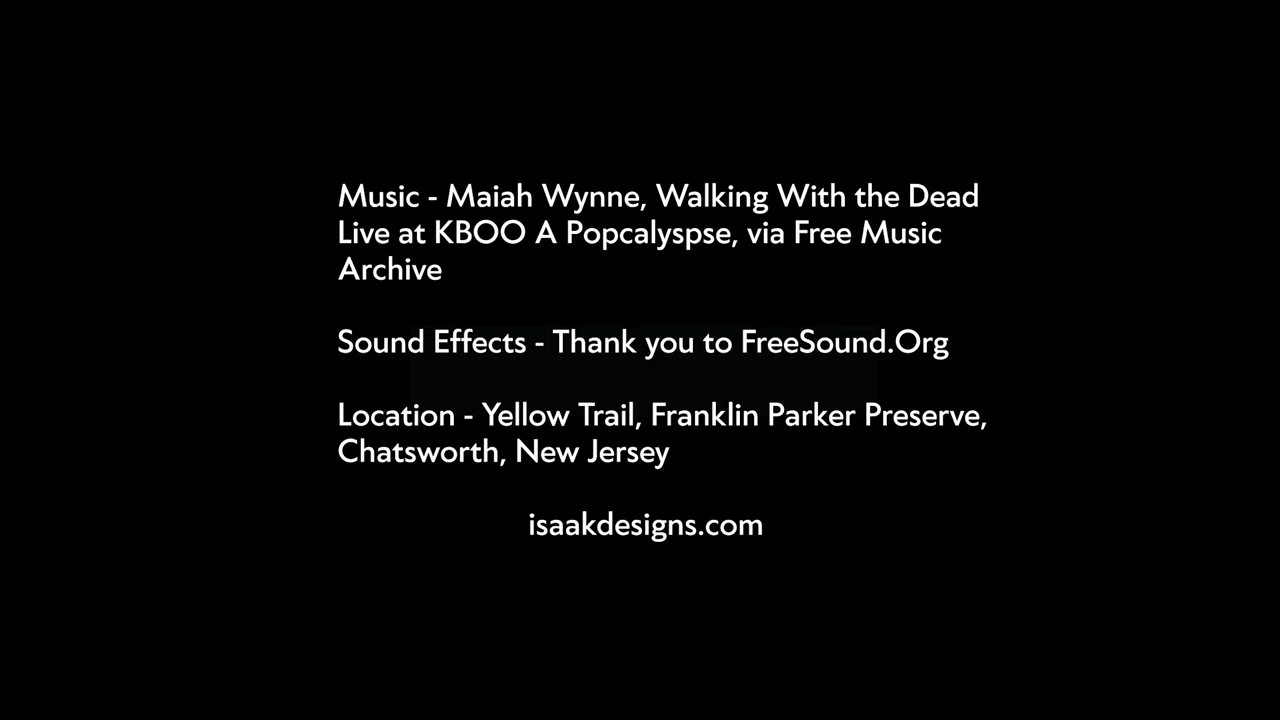 Music - Maiah Wynne, Walking With the Dead
Live at KBOO A Popcalyspse, via Free Music
Archive
Sound Effects - Thank you to FreeSound.Org
Location - Yellow Trail, Franklin Parker Preserve,
Chatsworth, New Jersey
isaakdesigns.com